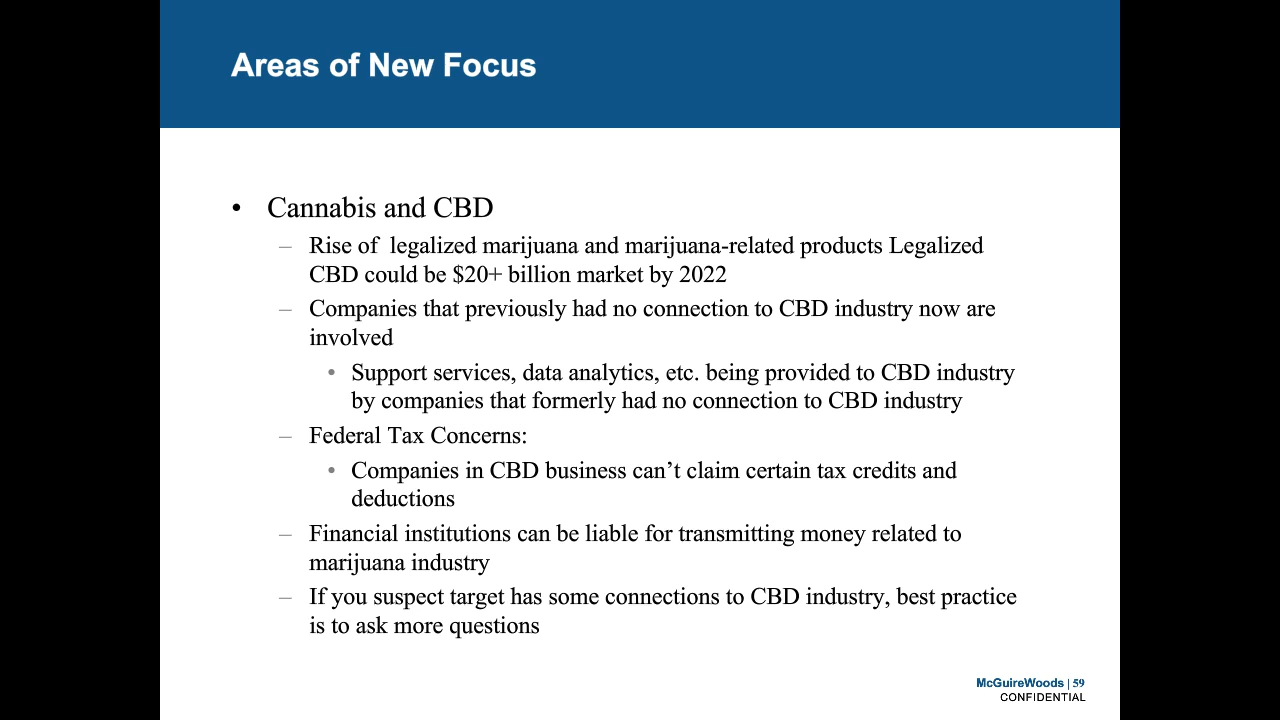 Areas of New Focus
• Cannabis and CBD
– Rise of  legalized marijuana and marijuana-related products Legalized
CBD could be $20+ billion market by 2022
– Companies that previously had no connection to CBD industry now are
involved
• Support services, data analytics, etc. being provided to CBD industry
by companies that formerly had no connection to CBD industry
– Federal Tax Concerns:
• Companies in CBD business can’t claim certain tax credits and
deductions
– Financial institutions can be liable for transmitting money related to
marijuana industry
– If you suspect target has some connections to CBD industry, best practice
is to ask more questions
McGuireWoods | 59
CONFIDENTIAL